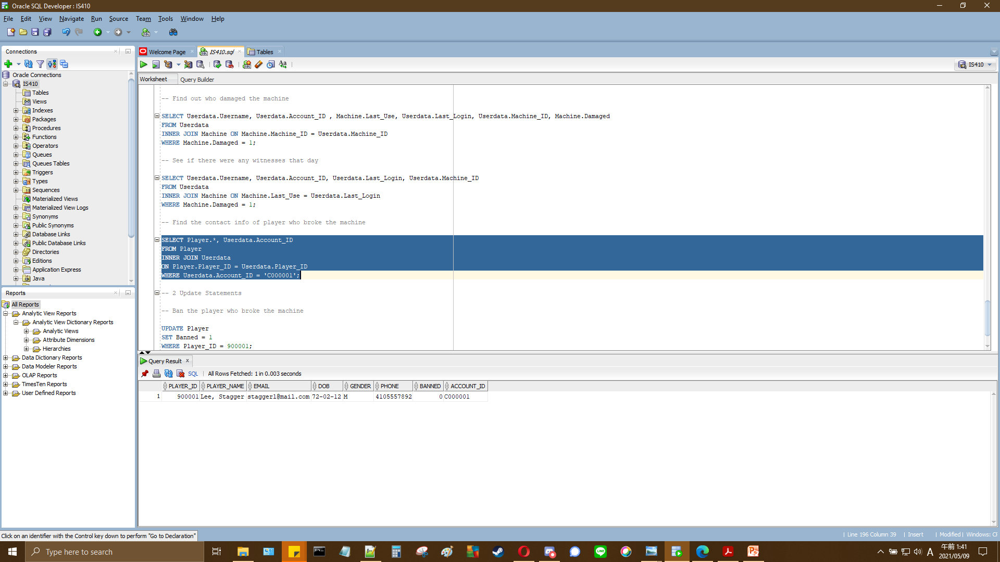 Oracle SQL Developer : IS410
File Edit View Navigate Run Source Team Tools Window Help
Connections
Oracle Connections
IS410
Tables
Views
Indexes
Packages
Procedures
Functions
Operators
Queues
Queues Tables
Triggers
Types
Sequences
Materialized Views
Materialized View Logs
Synonyms
Public Synonyms
Database Links
Public Database Links
Directories
Editions
Application Express
Java
Reports
All Reports
Analytic View Reports
Analytic View Dictionary Reports
Analytic Views
Attribute Dimensions
Hierarchies
Data Dictionary Reports
Data Modeler Reports
OLAP Reports
TimesTen Reports
User Defined Reports
Welcome Page IS410.sql Tables
IS410
Worksheet Query Builder
-- Find out who damaged the machine
SELECT Userdata.Username, Userdata.Account_ID , Machine.Last_Use, Userdata.Last_Login, Userdata.Machine_ID, Machine.Damaged
FROM Userdata
INNER JOIN Machine ON Machine.Machine_ID = Userdata.Machine_ID
WHERE Machine.Damaged = 1;
-- See if there were any witnesses that day
SELECT Userdata.Username, Userdata.Account_ID, Userdata.Last_Login, Userdata.Machine_ID
FROM Userdata
INNER JOIN Machine ON Machine.Last_Use = Userdata.Last_Login
WHERE Machine.Damaged = 1;
-- Find the contact info of player who broke the machine
SELECT Player.*, Userdata.Account_ID
FROM Player
INNER JOIN Userdata
ON Player.Player_ID = Userdata.Player_ID
WHERE Userdata.Account_ID = 'C000001';
-- 2 Update Statements
-- Ban the player who broke the machine
UPDATE Player
SET Banned = 1
WHERE Player_ID = 900001;
Query Result
SQL | All Rows Fetched: 1 in 0.003 seconds
PLAYER_ID PLAYER_NAME EMAIL DOB GENDER PHONE BANNED ACCOUNT_ID
1 900001 Lee, Stagger stagger1@mail.com 72-02-12 M 4105557892 0 C000001
Click on an identifier with the Control key down to perform "Go to Declaration"
Line 196 Column 39 | Insert | Modified | Windows: CF
Type here to search
A
午前 1:41
2021/05/09